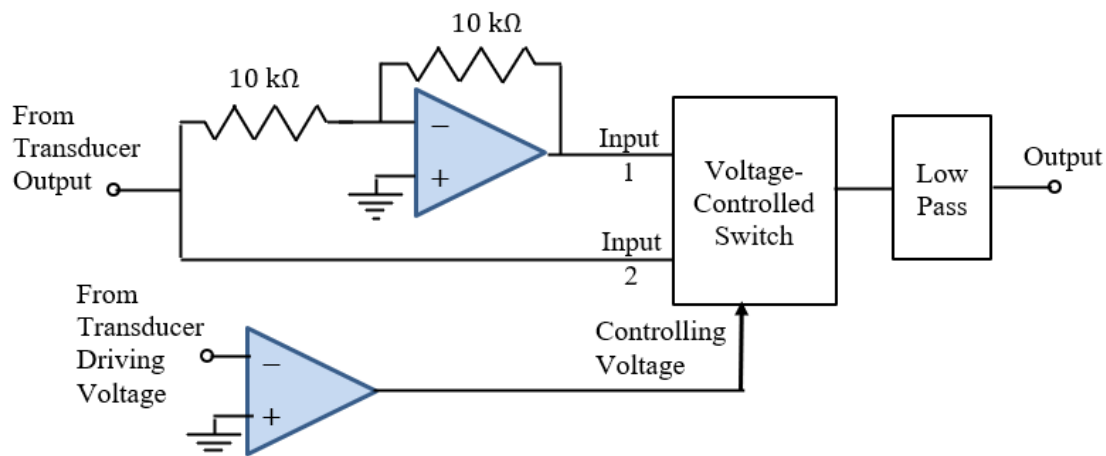 10 kΩ
10 kΩ
From
Transducer
Output
−
+
Input
1
Input
2
Voltage-
Controlled
Switch
Low
Pass
Output
From
Transducer
Driving
Voltage
−
+
Controlling
Voltage